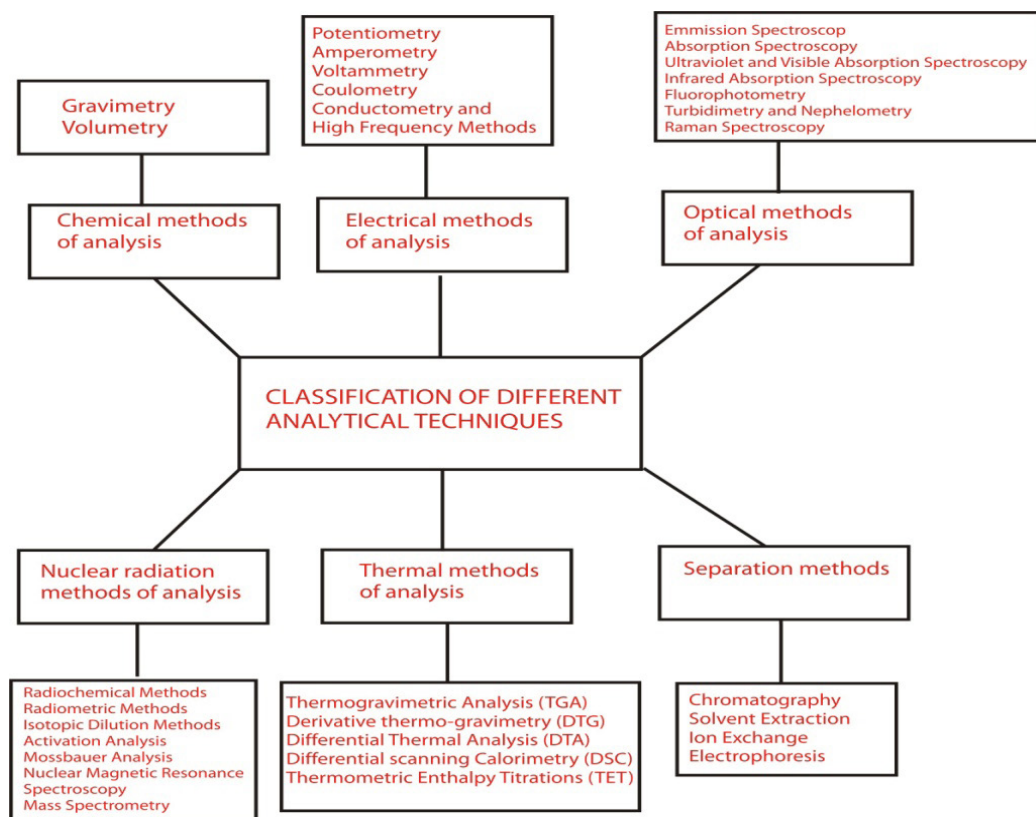 Gravimetry
Volumetry
Potentiometry
Amperometry
Voltammetry
Coulometry
Conductometry and
High Frequency Methods
Emmission Spectroscop
Absorption Spectroscopy
Ultraviolet and Visible Absorption Spectroscopy
Infrared Absorption Spectroscopy
Fluorophotometry
Turbidimetry and Nephelometry
Raman Spectroscopy
Chemical methods
of analysis
Electrical methods
of analysis
Optical methods
of analysis
CLASSIFICATION OF DIFFERENT
ANALYTICAL TECHNIQUES
Nuclear radiation
methods of analysis
Thermal methods
of analysis
Separation methods
Radiochemical Methods
Radiometric Methods
Isotopic Dilution Methods
Activation Analysis
Mossbauer Analysis
Nuclear Magnetic Resonance
Spectroscopy
Mass Spectrometry
Thermogravimetric Analysis (TGA)
Derivative thermo-gravimetry (DTG)
Differential Thermal Analysis (DTA)
Differential scanning Calorimetry (DSC)
Thermometric Enthalpy Titrations (TET)
Chromatography
Solvent Extraction
Ion Exchange
Electrophoresis